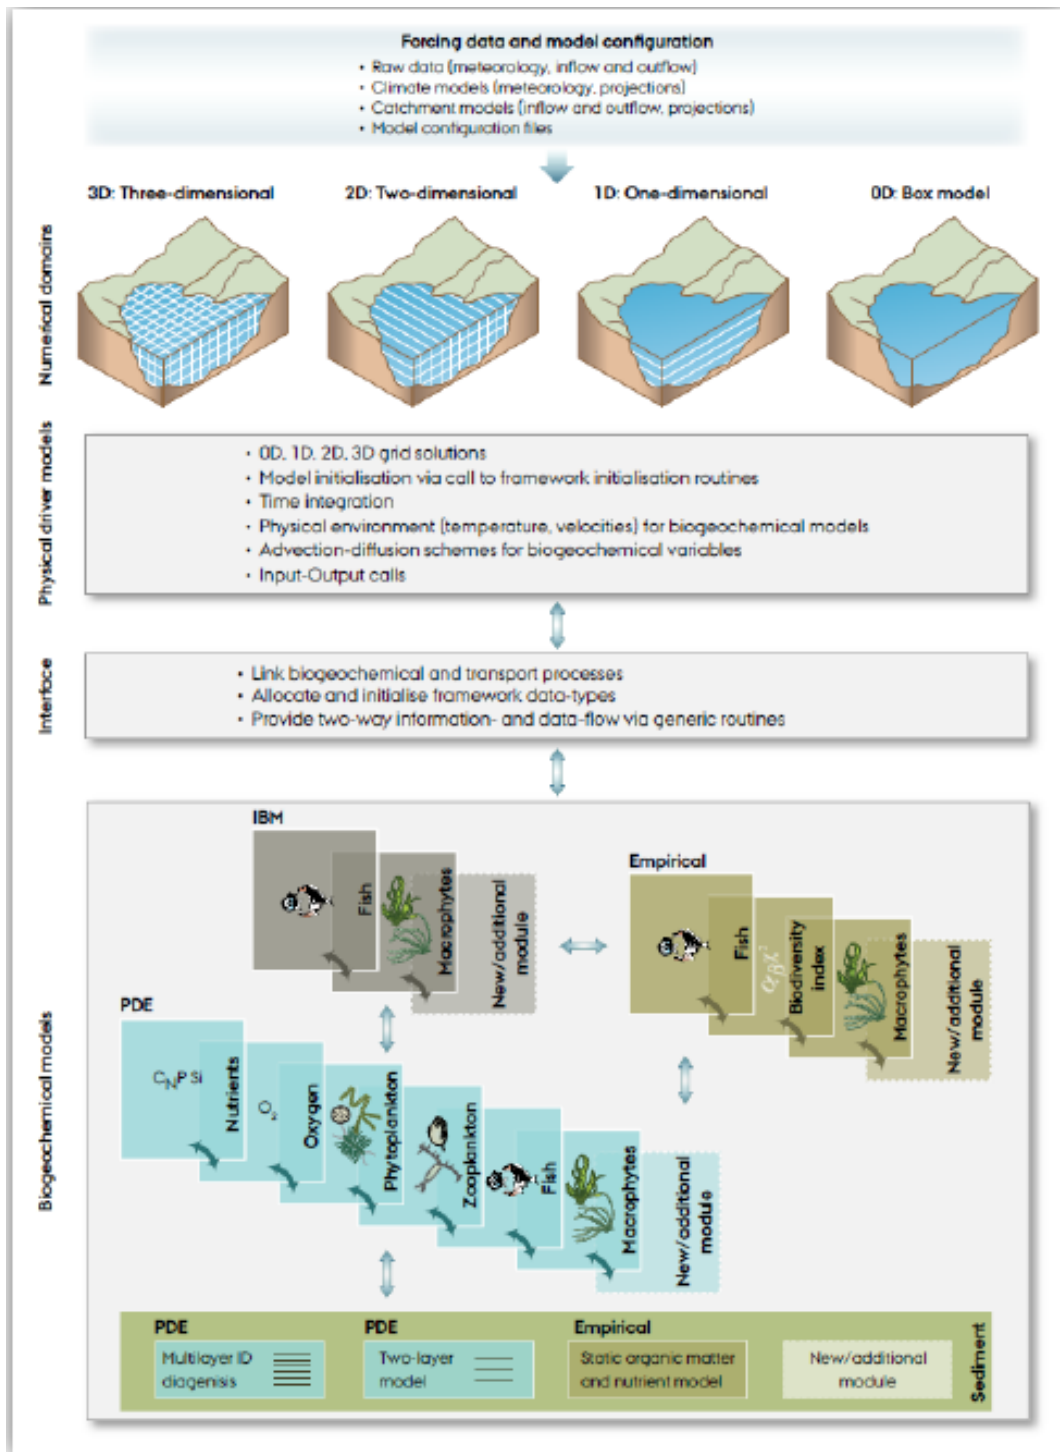 Forcing data and model configuration
• Raw data (meteorology, inflow and outflow)
• Climate models (meteorology, projections)
• Catchment models (inflow and outflow, projections)
• Model configuration files
3D: Three-dimensional
2D: Two-dimensional
1D: One-dimensional
0D: Box model
Numerical domains
Physical driver models
• 0D, 1D, 2D, 3D grid solutions
• Model initialisation via call to framework initialisation routines
• Time integration
• Physical environment (temperature, velocities) for biogeochemical models
• Advection-diffusion schemes for biogeochemical variables
• Input-Output calls
Interface
• Link biogeochemical and transport processes
• Allocate and initialise framework data-types
• Provide two-way information- and data-flow via generic routines
Biogeochemical models
IBM
Fish
Macrophytes
New/additional
module
Empirical
Fish
Biodiversity
index
Macrophytes
New/additional
module
PDE
C N P Si
Nutrients
O2
Oxygen
Phytoplankton
Zooplankton
Fish
Macrophytes
New/additional
module
PDE
Multilayer ID
diagenisis
PDE
Two-layer
model
Empirical
Static organic matter
and nutrient model
New/additional
module
Sediment